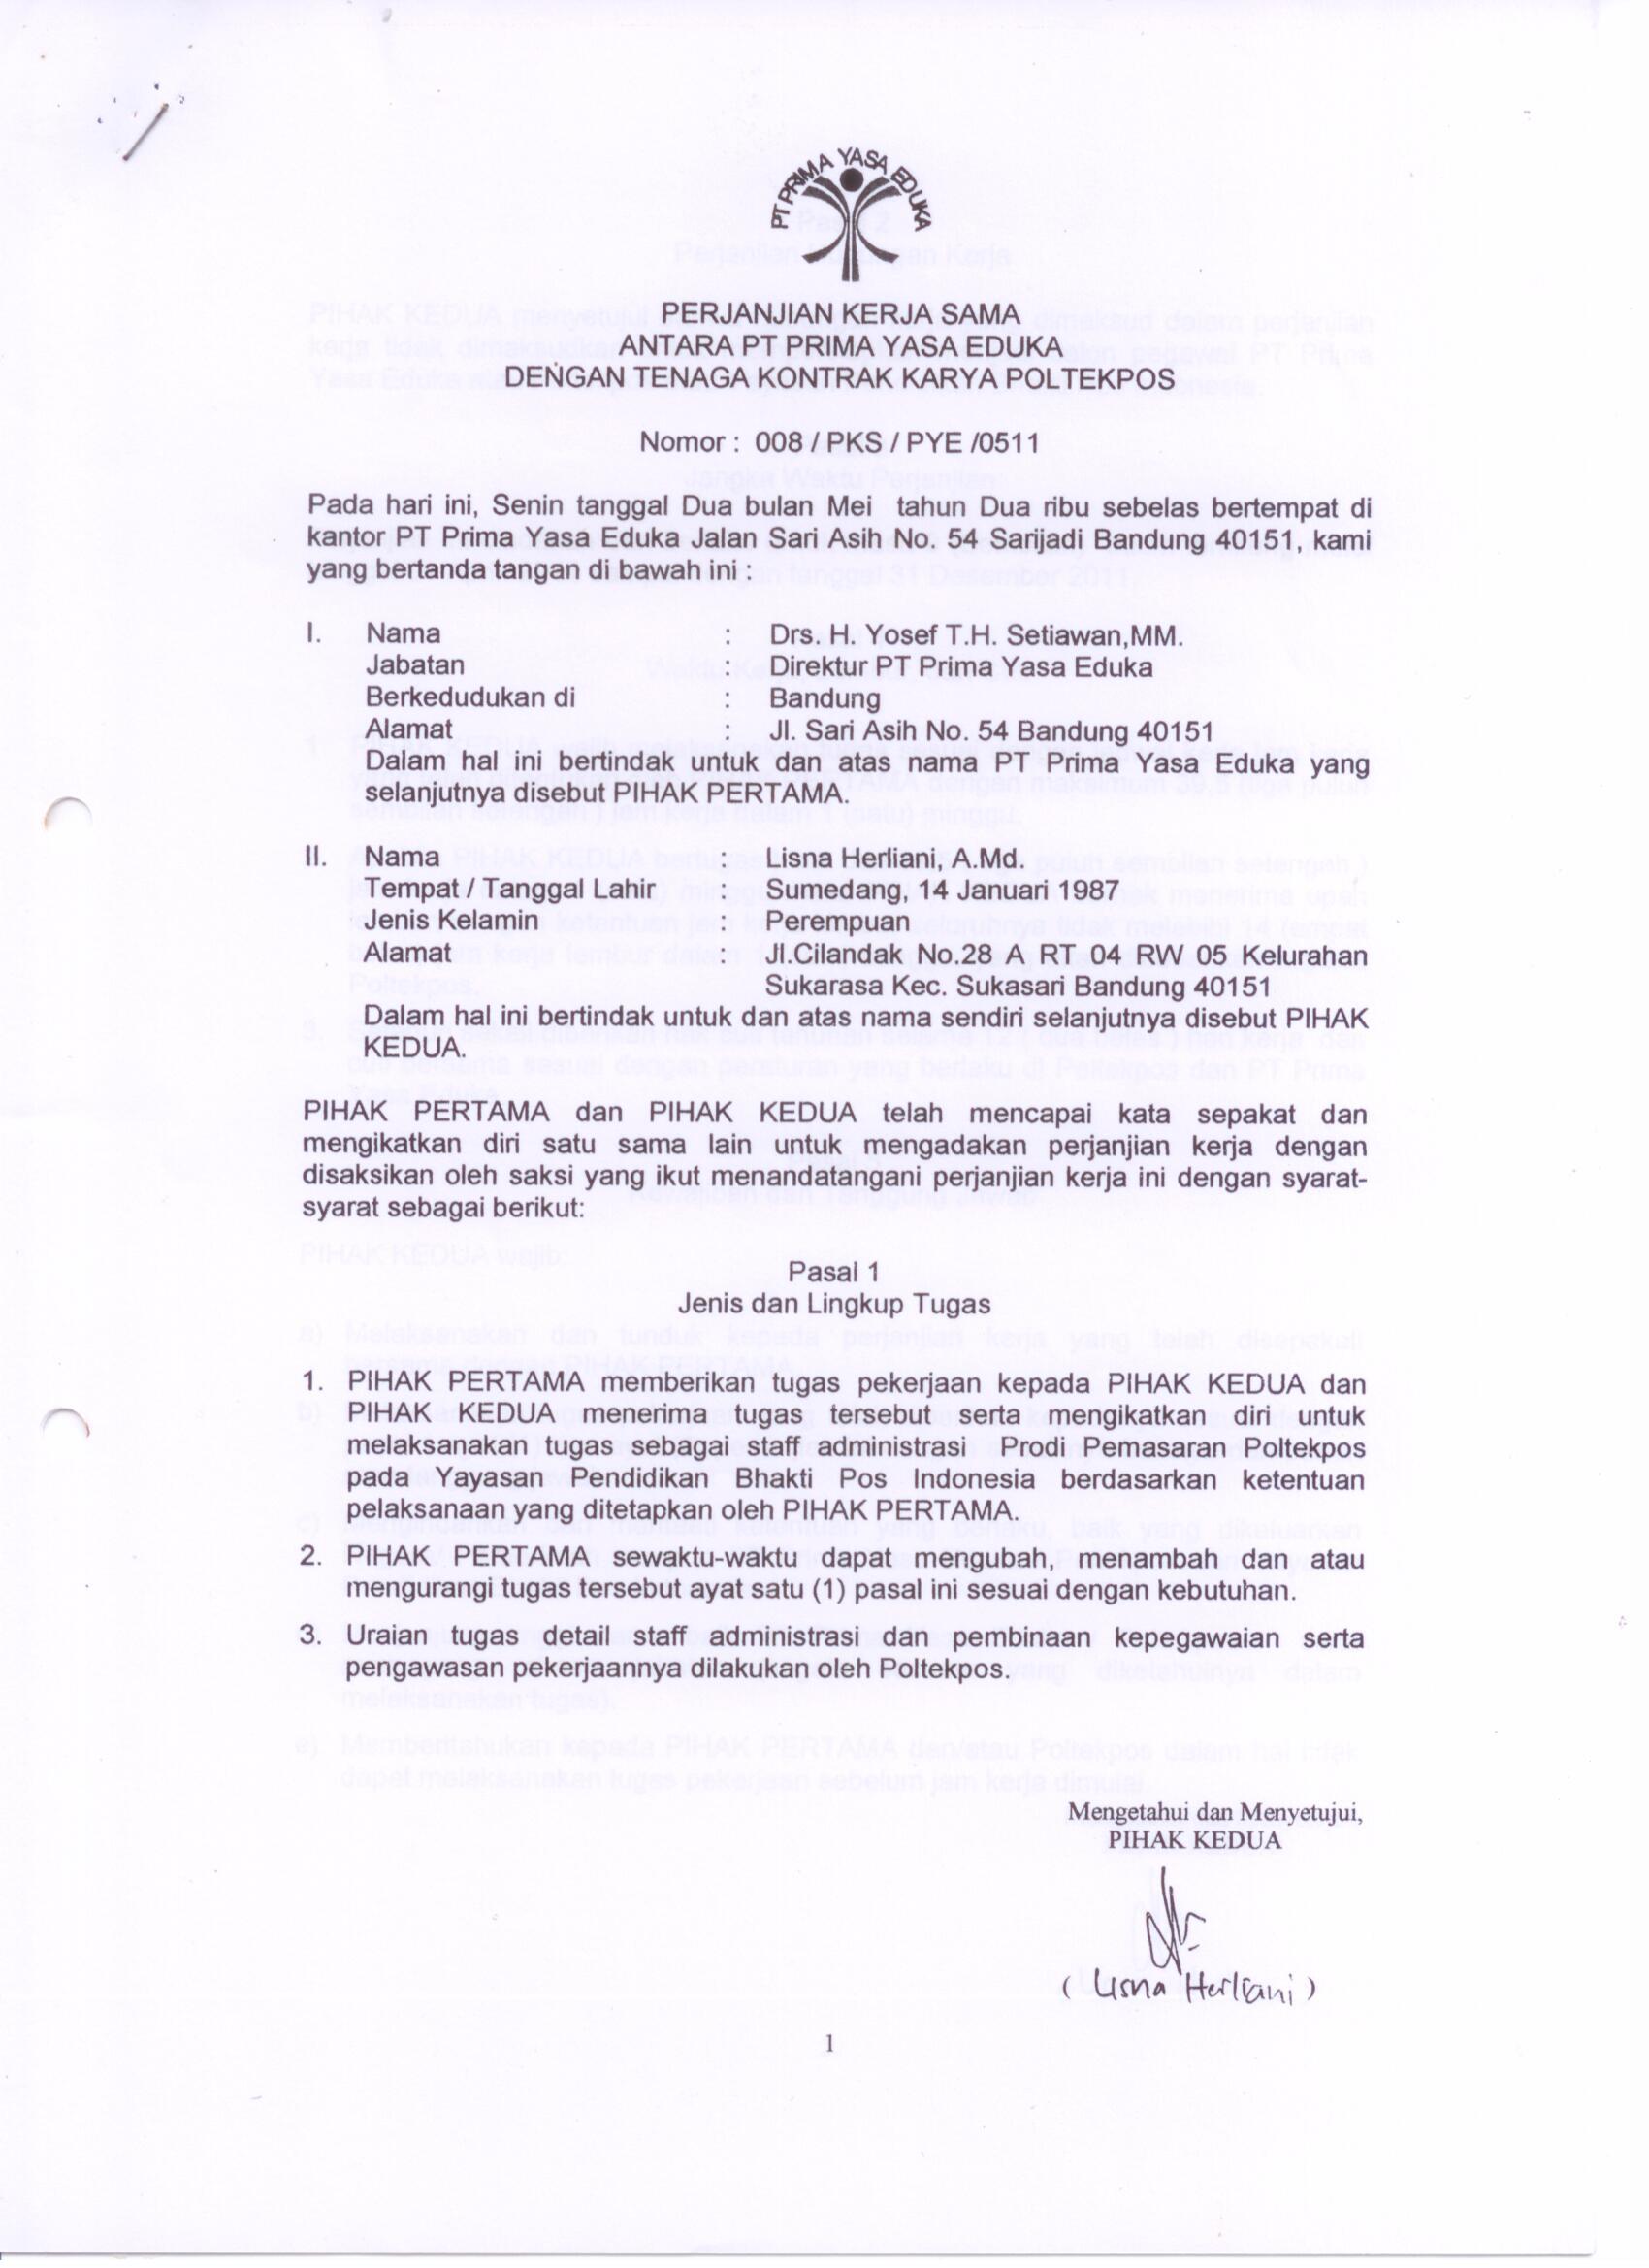 PT PRIMA YASA EDUKA
PERJANJIAN KERJA SAMA
ANTARA PT PRIMA YASA EDUKA
DENGAN TENAGA KONTRAK KARYA POLTEKPOS
Nomor : 008 / PKS / PYE /0511
Pada hari ini, Senin tanggal Dua bulan Mei tahun Dua ribu sebelas bertempat di
kantor PT Prima Yasa Eduka Jalan Sari Asih No. 54 Sarijadi Bandung 40151, kami
yang bertanda tangan di bawah ini :
I. Nama : Drs. H. Yosef T.H. Setiawan,MM.
Jabatan : Direktur PT Prima Yasa Eduka
Berkedudukan di : Bandung
Alamat : Jl. Sari Asih No. 54 Bandung 40151
Dalam hal ini bertindak untuk dan atas nama PT Prima Yasa Eduka yang
selanjutnya disebut PIHAK PERTAMA.
II. Nama : Lisna Herliani, A.Md.
Tempat / Tanggal Lahir : Sumedang, 14 Januari 1987
Jenis Kelamin : Perempuan
Alamat : Jl.Cilandak No.28 A RT 04 RW 05 Kelurahan
Sukarasa Kec. Sukasari Bandung 40151
Dalam hal ini bertindak untuk dan atas nama sendiri selanjutnya disebut PIHAK
KEDUA.
PIHAK PERTAMA dan PIHAK KEDUA telah mencapai kata sepakat dan
mengikatkan diri satu sama lain untuk mengadakan perjanjian kerja dengan
disaksikan oleh saksi yang ikut menandatangani perjanjian kerja ini dengan syarat-
syarat sebagai berikut:
Pasal 1
Jenis dan Lingkup Tugas
1. PIHAK PERTAMA memberikan tugas pekerjaan kepada PIHAK KEDUA dan
PIHAK KEDUA menerima tugas tersebut serta mengikatkan diri untuk
melaksanakan tugas sebagai staff administrasi Prodi Pemasaran Poltekpos
pada Yayasan Pendidikan Bhakti Pos Indonesia berdasarkan ketentuan
pelaksanaan yang ditetapkan oleh PIHAK PERTAMA.
2. PIHAK PERTAMA sewaktu-waktu dapat mengubah, menambah dan atau
mengurangi tugas tersebut ayat satu (1) pasal ini sesuai dengan kebutuhan.
3. Uraian tugas detail staff administrasi dan pembinaan kepegawaian serta
pengawasan pekerjaannya dilakukan oleh Poltekpos.
Mengetahui dan Menyetujui,
PIHAK KEDUA
( Lisna Herliani )
1